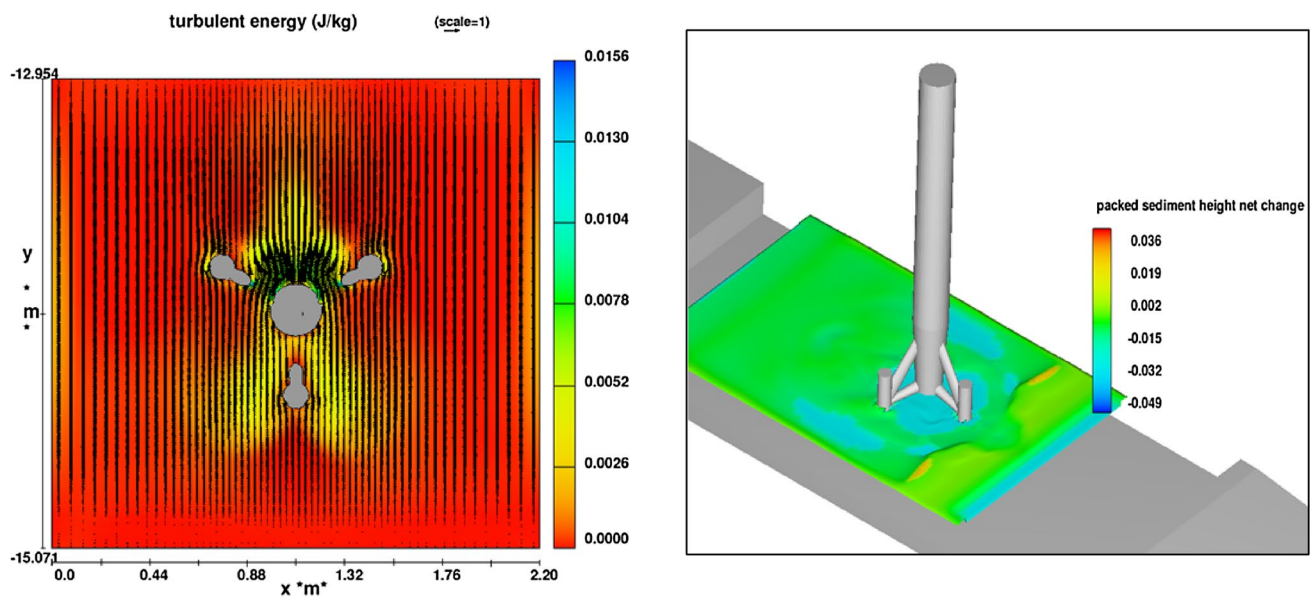 turbulent energy (J/kg)
(scale=1)
-12.954
y
*
m
*
-15.071
0.0 0.44 0.88 1.32 1.76 2.20
x *m*
0.0156
0.0130
0.0104
0.0078
0.0052
0.0026
0.0000
packed sediment height net change
0.036
0.019
0.002
-0.015
-0.032
-0.049